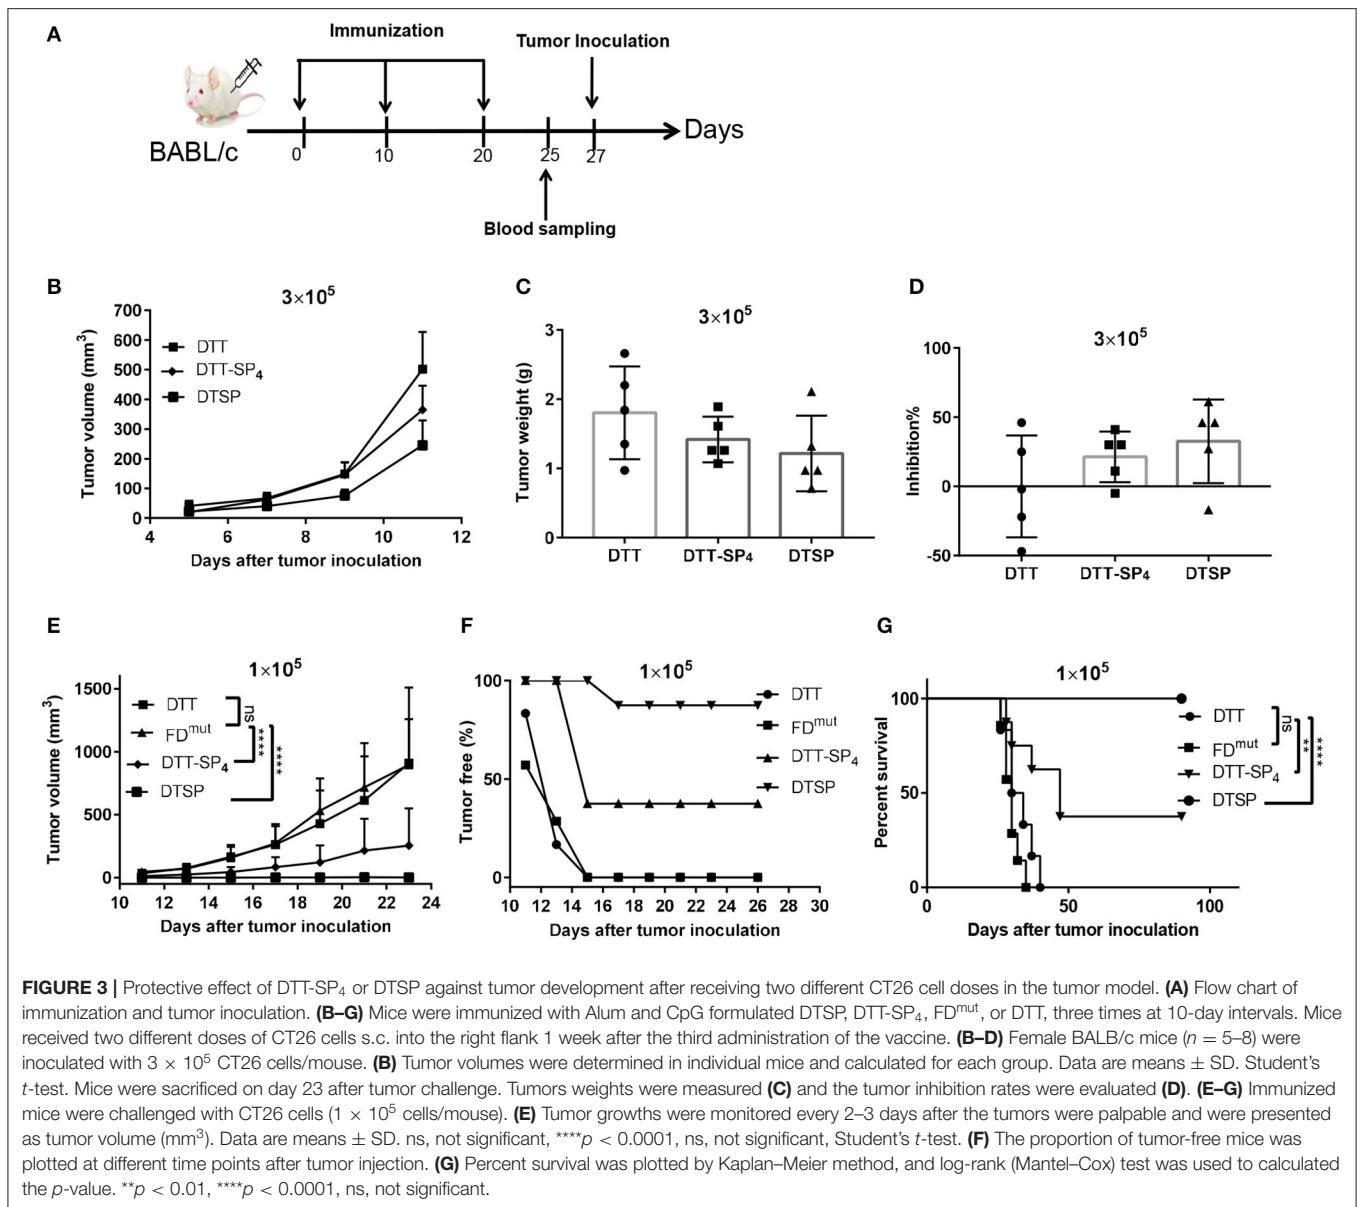 A
Immunization
Tumor Inoculation
Days
BABL/c
0 10 20 25 27
Blood sampling
B
3×10⁵
Tumor volume (mm³)
700
600
500
400
300
200
100
0
DTT
DTT-SP₄
DTSP
4 6 8 10 12
Days after tumor inoculation
C
3×10⁵
Tumor weight (g)
3
2
1
0
DTT DTT-SP₄ DTSP
D
3×10⁵
Inhibition%
100
50
0
-50
DTT DTT-SP₄ DTSP
E
1×10⁵
Tumor volume (mm³)
1500
1000
500
0
DTT
FDᵐᵘᵗ
DTT-SP₄
DTSP
ns
****
****
10 12 14 16 18 20 22 24
Days after tumor inoculation
F
1×10⁵
Tumor free (%)
100
50
0
DTT
FDᵐᵘᵗ
DTT-SP₄
DTSP
10 12 14 16 18 20 22 24 26 28 30
Days after tumor inoculation
G
1×10⁵
Percent survival
100
50
0
DTT
FDᵐᵘᵗ
DTT-SP₄
DTSP
ns
**
****
0 50 100
Days after tumor inoculation
FIGURE 3 | Protective effect of DTT-SP₄ or DTSP against tumor development after receiving two different CT26 cell doses in the tumor model. (A) Flow chart of
immunization and tumor inoculation. (B–G) Mice were immunized with Alum and CpG formulated DTSP, DTT-SP₄, FDᵐᵘᵗ, or DTT, three times at 10-day intervals. Mice
received two different doses of CT26 cells s.c. into the right flank 1 week after the third administration of the vaccine. (B–D) Female BALB/c mice (n = 5–8) were
inoculated with 3 × 10⁵ CT26 cells/mouse. (B) Tumor volumes were determined in individual mice and calculated for each group. Data are means ± SD. Student's
t-test. Mice were sacrificed on day 23 after tumor challenge. Tumors weights were measured (C) and the tumor inhibition rates were evaluated (D). (E–G) Immunized
mice were challenged with CT26 cells (1 × 10⁵ cells/mouse). (E) Tumor growths were monitored every 2–3 days after the tumors were palpable and were presented
as tumor volume (mm³). Data are means ± SD. ns, not significant, ****p < 0.0001, ns, not significant, Student's t-test. (F) The proportion of tumor-free mice was
plotted at different time points after tumor injection. (G) Percent survival was plotted by Kaplan–Meier method, and log-rank (Mantel–Cox) test was used to calculated
the p-value. **p < 0.01, ****p < 0.0001, ns, not significant.